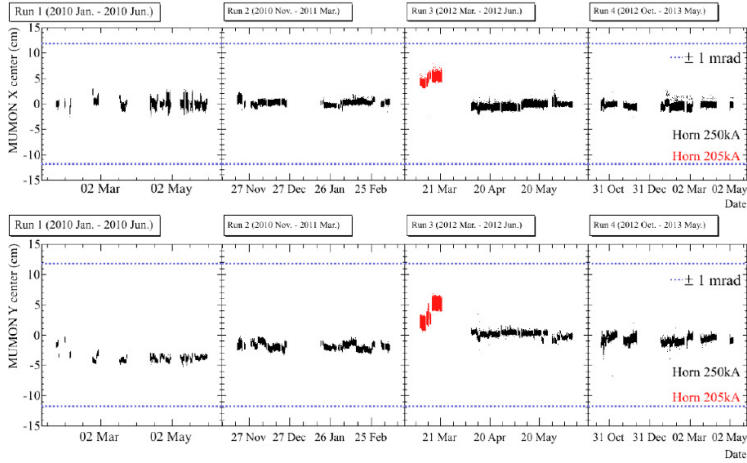 Run 1 (2010 Jan. - 2010 Jun.) Run 2 (2010 Nov. - 2011 Mar.) Run 3 (2012 Mar. - 2012 Jun.) Run 4 (2012 Oct. - 2013 May.)
MUMON X center (cm)
15
10
5
0
-5
-10
-15
± 1 mrad
Horn 250kA
Horn 205kA
02 Mar 02 May 27 Nov 27 Dec 26 Jan 25 Feb 21 Mar 20 Apr 20 May 31 Oct 31 Dec 02 Mar 02 May
Date
Run 1 (2010 Jan. - 2010 Jun.) Run 2 (2010 Nov. - 2011 Mar.) Run 3 (2012 Mar. - 2012 Jun.) Run 4 (2012 Oct. - 2013 May.)
MUMON Y center (cm)
15
10
5
0
-5
-10
-15
± 1 mrad
Horn 250kA
Horn 205kA
02 Mar 02 May 27 Nov 27 Dec 26 Jan 25 Feb 21 Mar 20 Apr 20 May 31 Oct 31 Dec 02 Mar 02 May
Date